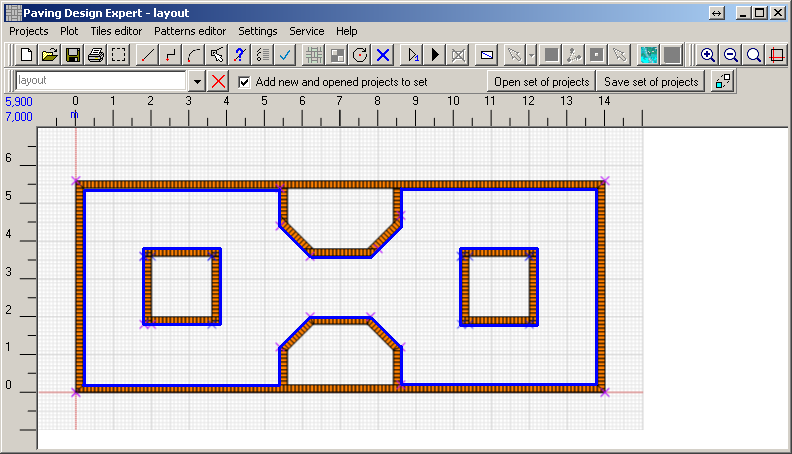 Paving Design Expert - layout
Projects Plot Tiles editor Patterns editor Settings Service Help
layout Add new and opened projects to set Open set of projects Save set of projects
5,900 0 1 2 3 4 5 6 7 8 9 10 11 12 13 14
7,000 m
6
5
4
3
2
1
0